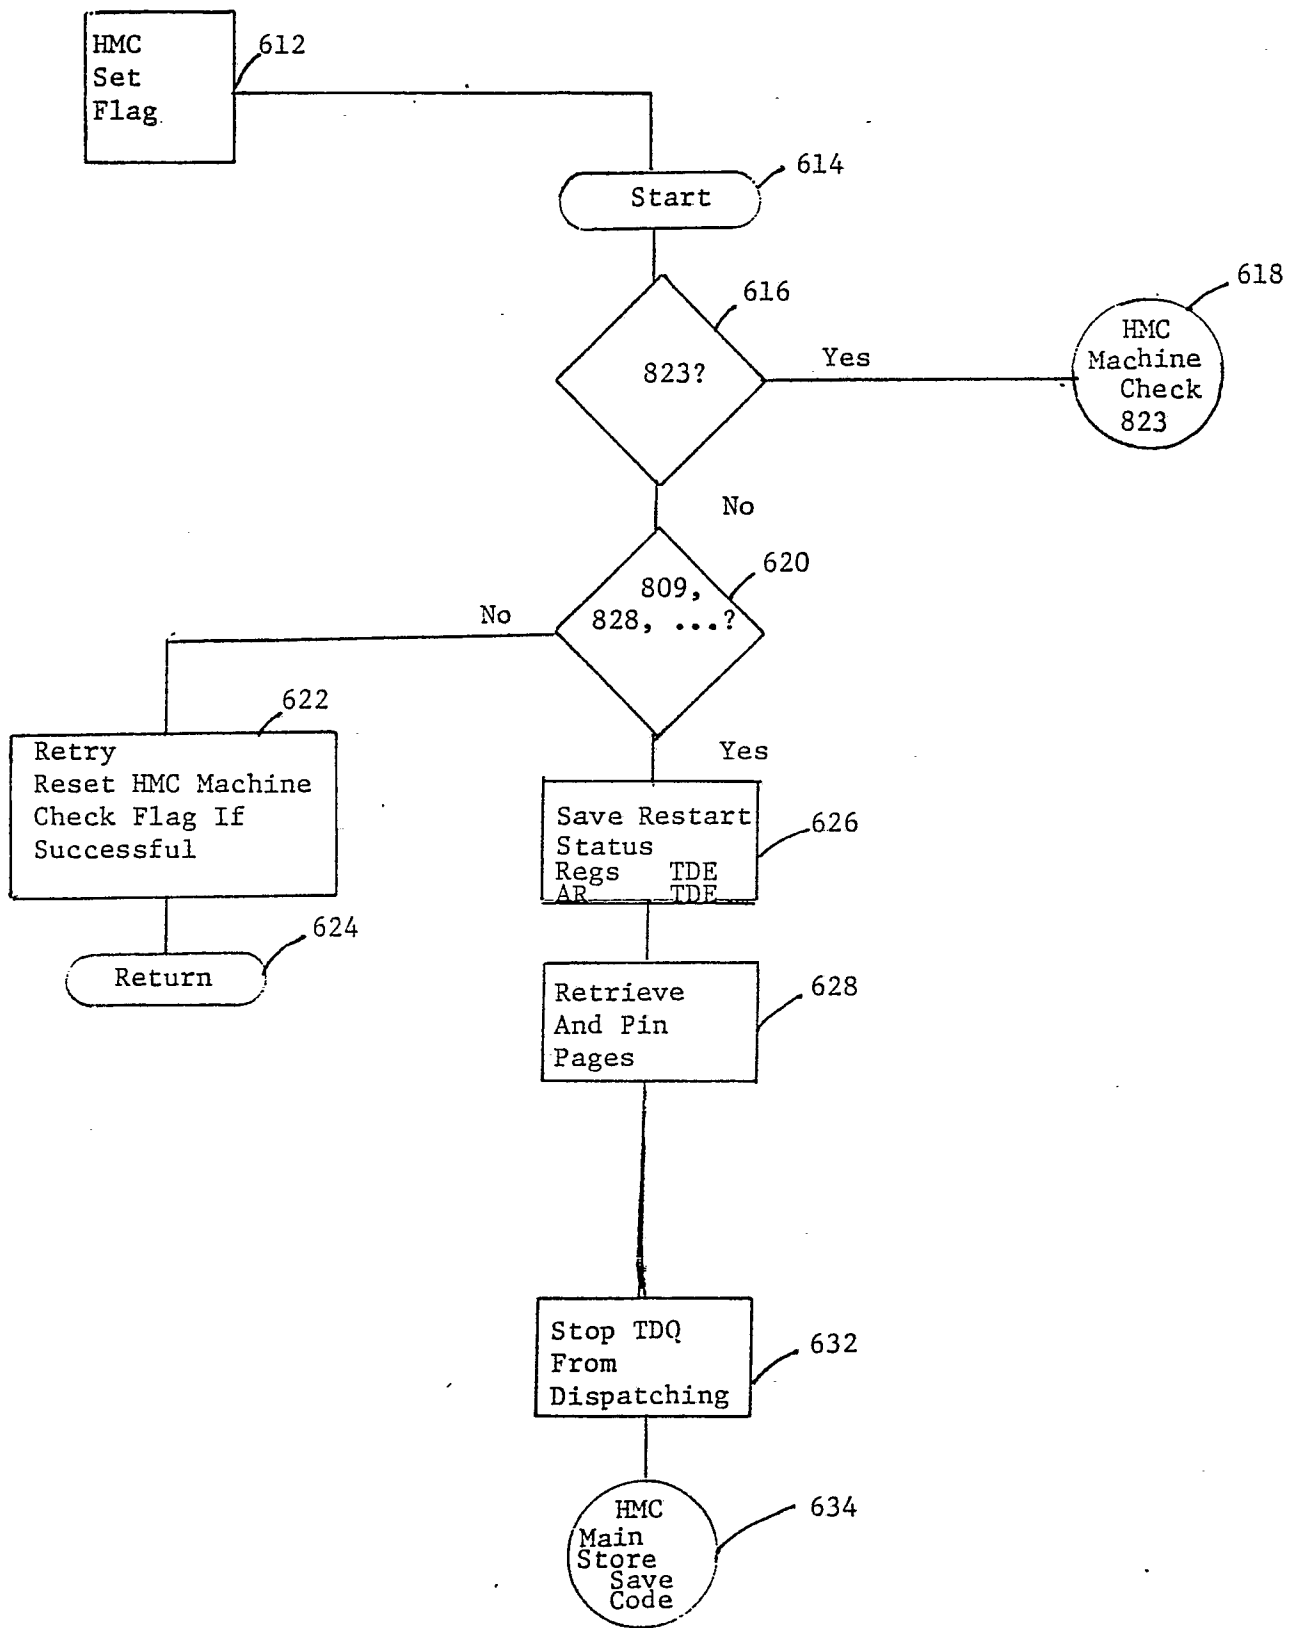 HMC
Set
Flag
612
614
Start
616
618
823?
Yes
HMC
Machine
Check
823
No
620
809,
828, ...?
No
622
Retry
Reset HMC Machine
Check Flag If
Successful
624
Return
Yes
626
Save Restart
Status
Regs TDE
AR TDE
628
Retrieve
And Pin
Pages
632
Stop TDQ
From
Dispatching
634
HMC
Main
Store
Save
Code